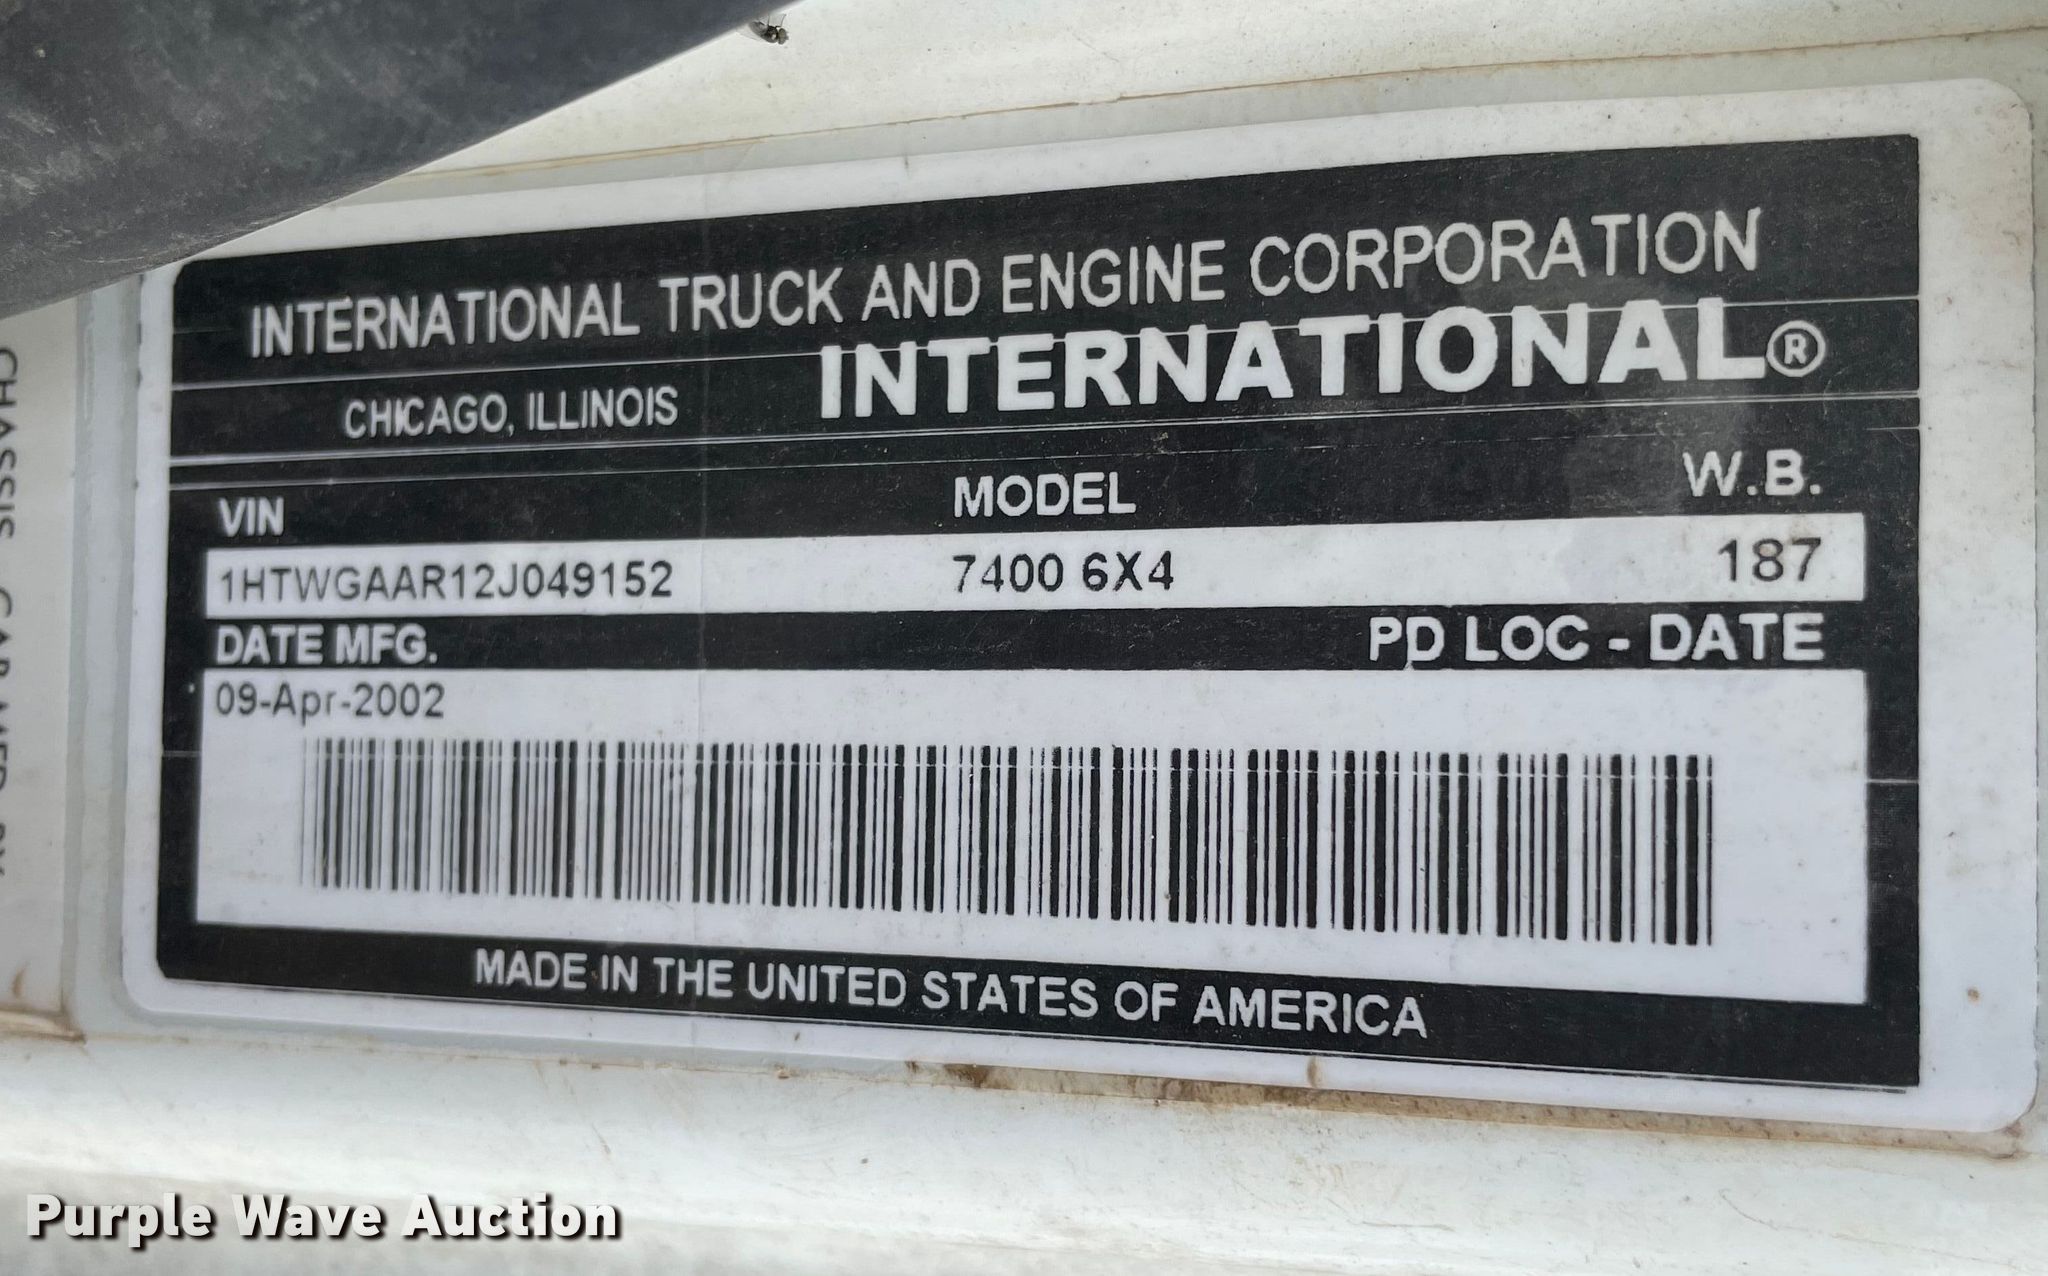 INTERNATIONAL TRUCK AND ENGINE CORPORATION
CHICAGO, ILLINOIS INTERNATIONAL®
VIN MODEL W.B.
1HTWGAAR12J049152 7400 6X4 187
DATE MFG. PD LOC - DATE
09-Apr-2002
MADE IN THE UNITED STATES OF AMERICA
CHASSIS
Purple Wave Auction